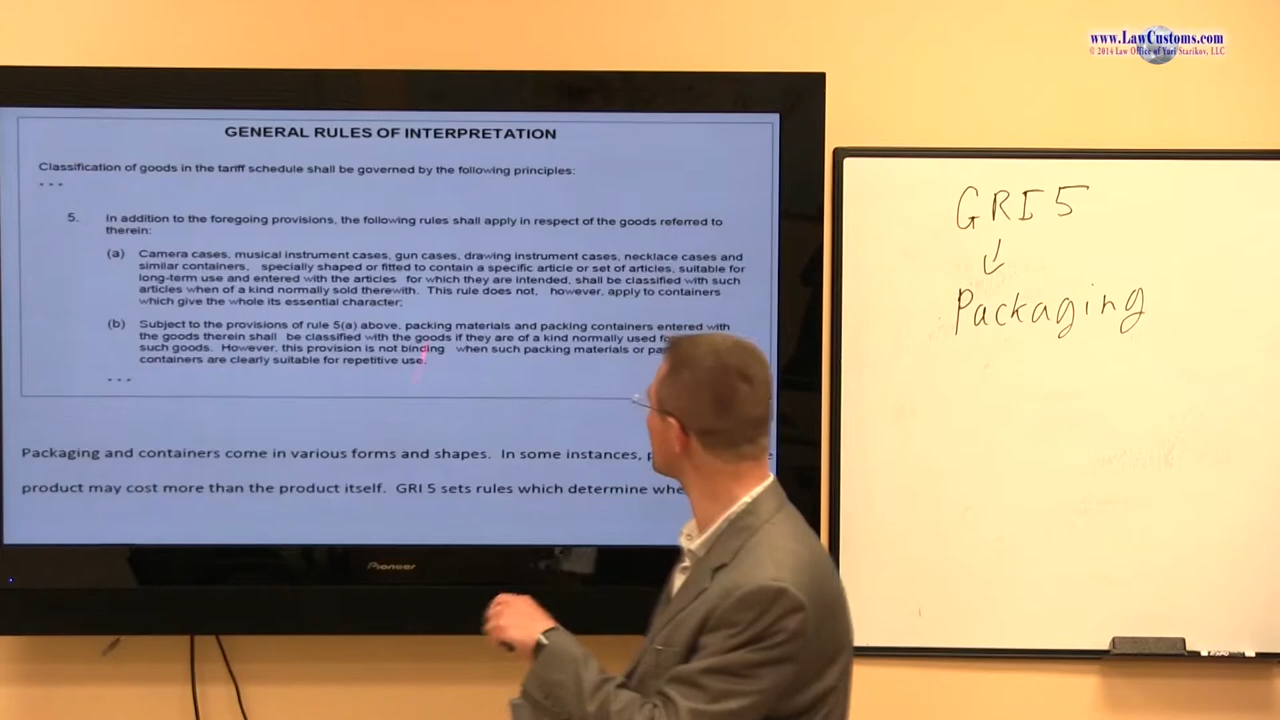 www.LawCustoms.com
© 2014 Law Office of Yuri Starikov, LLC
GENERAL RULES OF INTERPRETATION
Classification of goods in the tariff schedule shall be governed by the following principles:
* * *
5. In addition to the foregoing provisions, the following rules shall apply in respect of the goods referred to
therein:
(a) Camera cases, musical instrument cases, gun cases, drawing instrument cases, necklace cases and
similar containers, specially shaped or fitted to contain a specific article or set of articles, suitable for
long-term use and entered with the articles for which they are intended, shall be classified with such
articles when of a kind normally sold therewith. This rule does not, however, apply to containers
which give the whole its essential character;
(b) Subject to the provisions of rule 5(a) above, packing materials and packing containers entered with
the goods therein shall be classified with the goods if they are of a kind normally used
such goods. However, this provision is not binding when such packing materials or
containers are clearly suitable for repetitive use.
* * *
Packaging and containers come in various forms and shapes. In some instances,
product may cost more than the product itself. GRI 5 sets rules which determine
Pioneer
GRI 5
Packaging